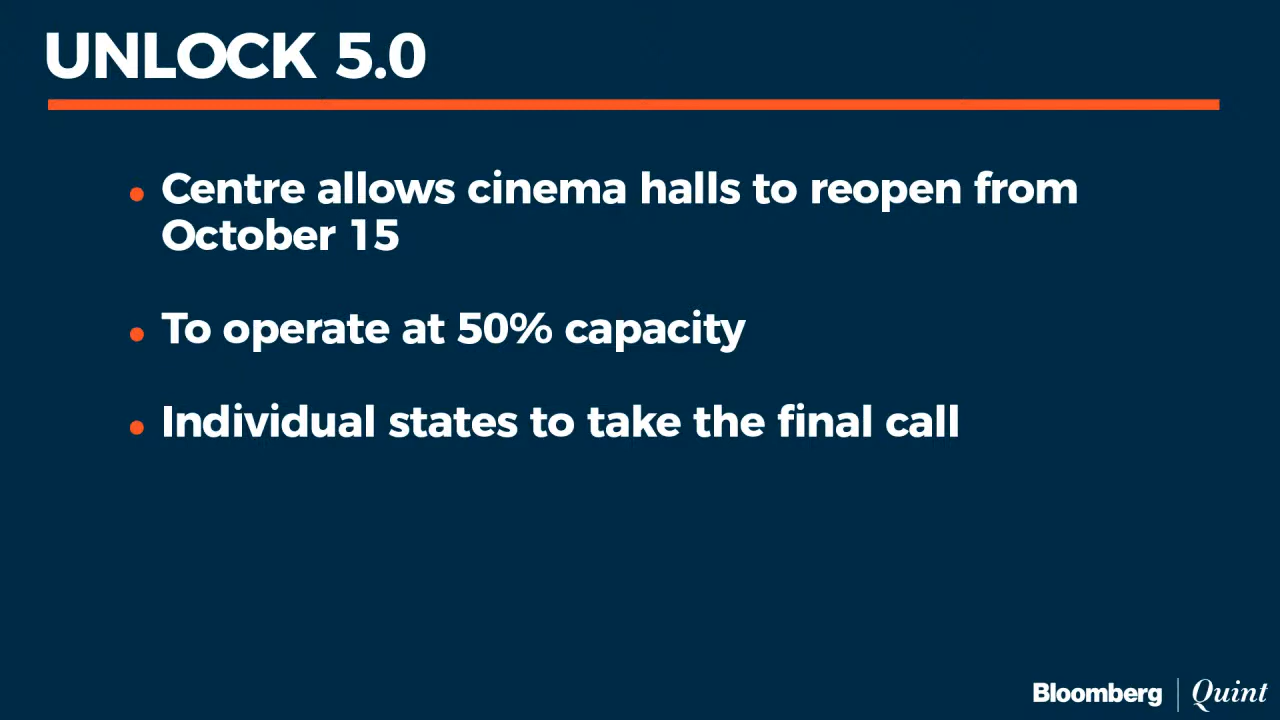 UNLOCK 5.0
• Centre allows cinema halls to reopen from
October 15
• To operate at 50% capacity
• Individual states to take the final call
Bloomberg | Quint